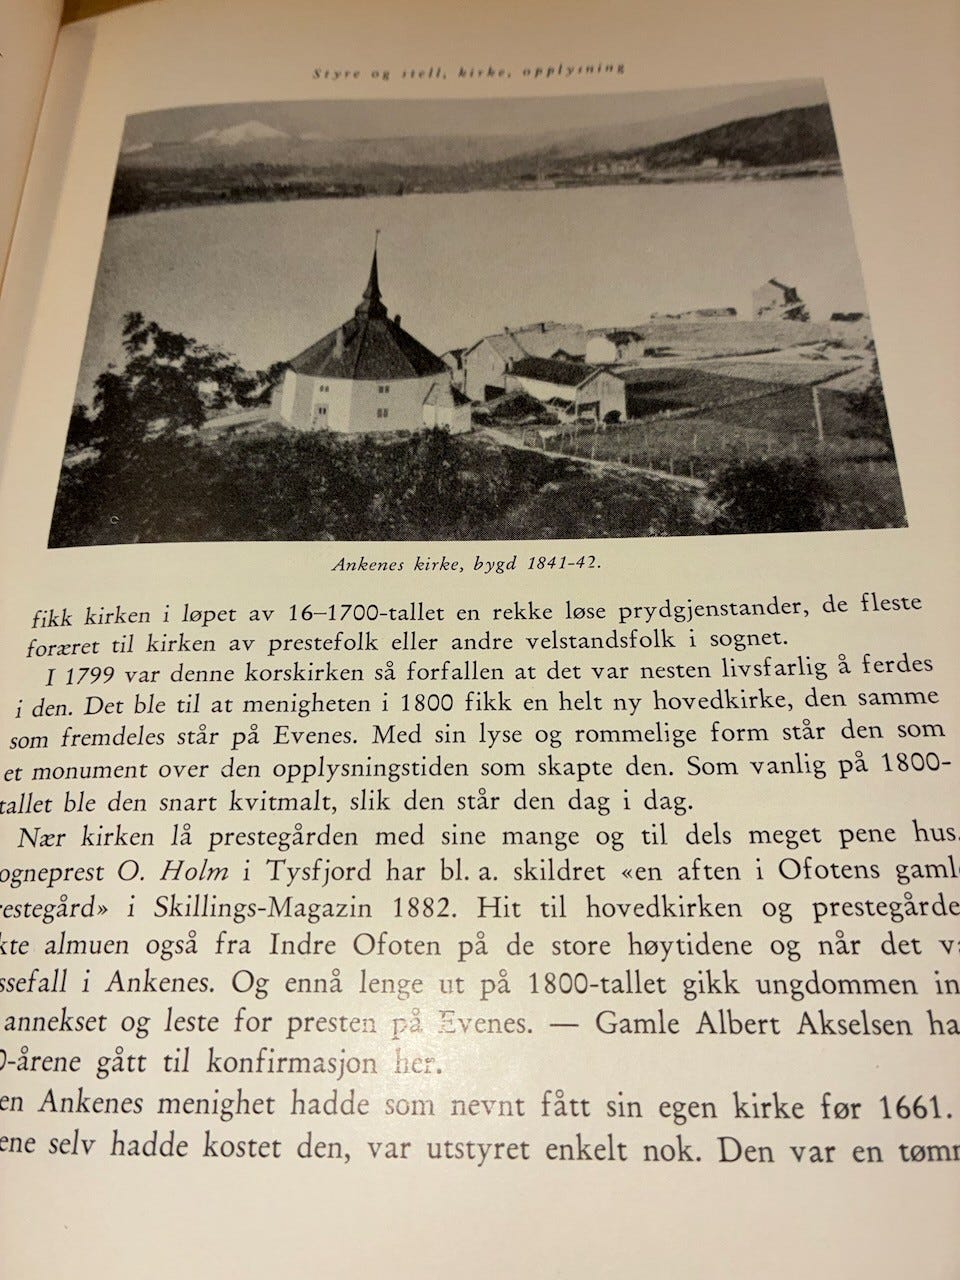 Styre og stell, kirke, opplysning
Ankenes kirke, bygd 1841-42.
fikk kirken i løpet av 16–1700-tallet en rekke løse prydgjenstander, de fleste
foræret til kirken av prestefolk eller andre velstandsfolk i sognet.
I 1799 var denne korskirken så forfallen at det var nesten livsfarlig å ferdes
i den. Det ble til at menigheten i 1800 fikk en helt ny hovedkirke, den samme
som fremdeles står på Evenes. Med sin lyse og rommelige form står den som
et monument over den opplysningstiden som skapte den. Som vanlig på 1800-
tallet ble den snart kvitmalt, slik den står den dag i dag.
Nær kirken lå prestegården med sine mange og til dels meget pene hus.
ogneprest O. Holm i Tysfjord har bl. a. skildret «en aften i Ofotens gaml
restegård» i Skillings-Magazin 1882. Hit til hovedkirken og prestegårde
kte almuen også fra Indre Ofoten på de store høytidene og når det v
ssefall i Ankenes. Og ennå lenge ut på 1800-tallet gikk ungdommen in
annekset og leste for presten på Evenes. — Gamle Albert Akselsen ha
0-årene gått til konfirmasjon her.
en Ankenes menighet hadde som nevnt fått sin egen kirke før 1661.
ene selv hadde kostet den, var utstyret enkelt nok. Den var en tømr